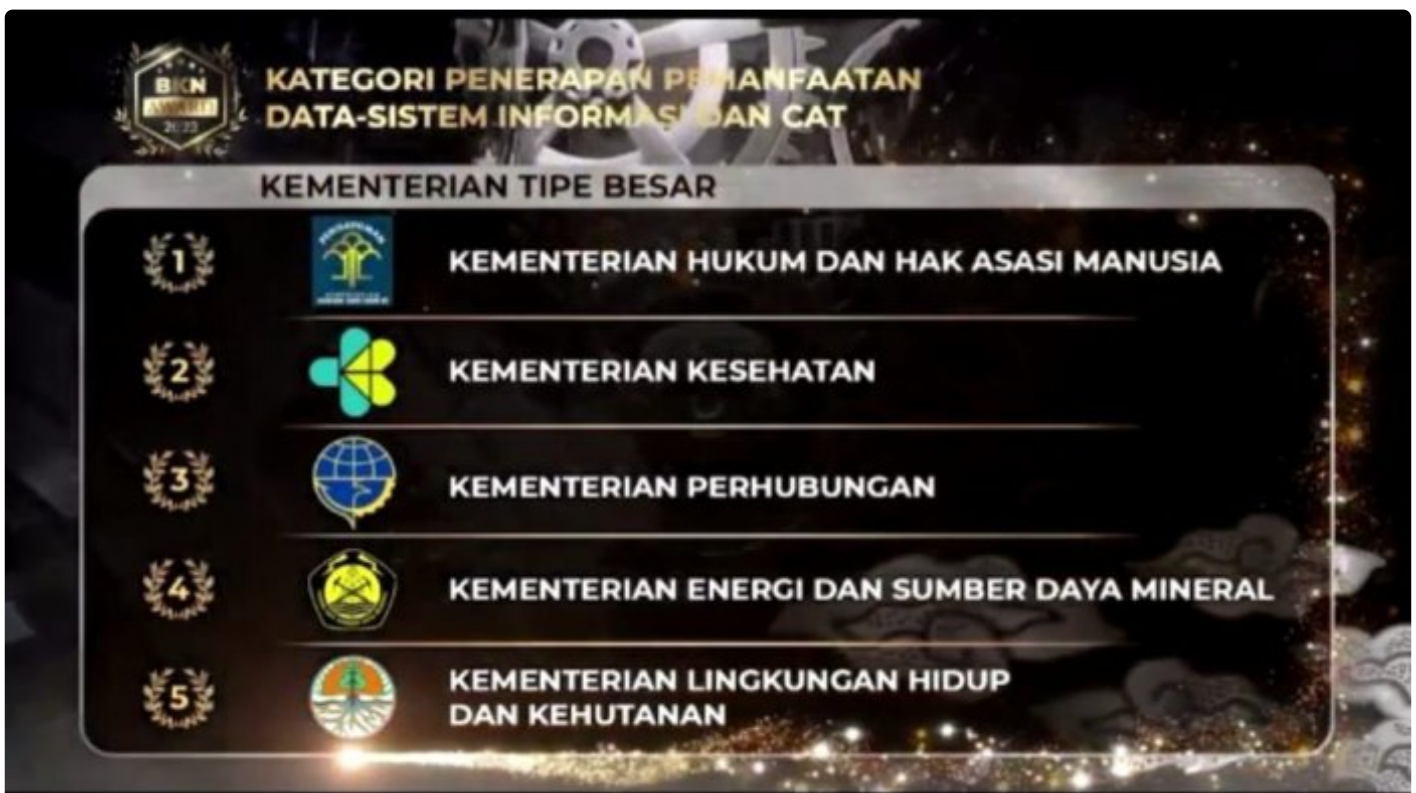 BKN
AWARD
KATEGORI PENERAPAN PEMANFAATAN
DATA-SISTEM INFORMASI DAN CAT
KEMENTERIAN TIPE BESAR
1
PENGAYOMAN
KEMENTERIAN HUKUM DAN HAK ASASI MANUSIA
2
KEMENTERIAN KESEHATAN
3
KEMENTERIAN PERHUBUNGAN
4
KEMENTERIAN ENERGI DAN SUMBER DAYA MINERAL
5
KEMENTERIAN LINGKUNGAN HIDUP
DAN KEHUTANAN